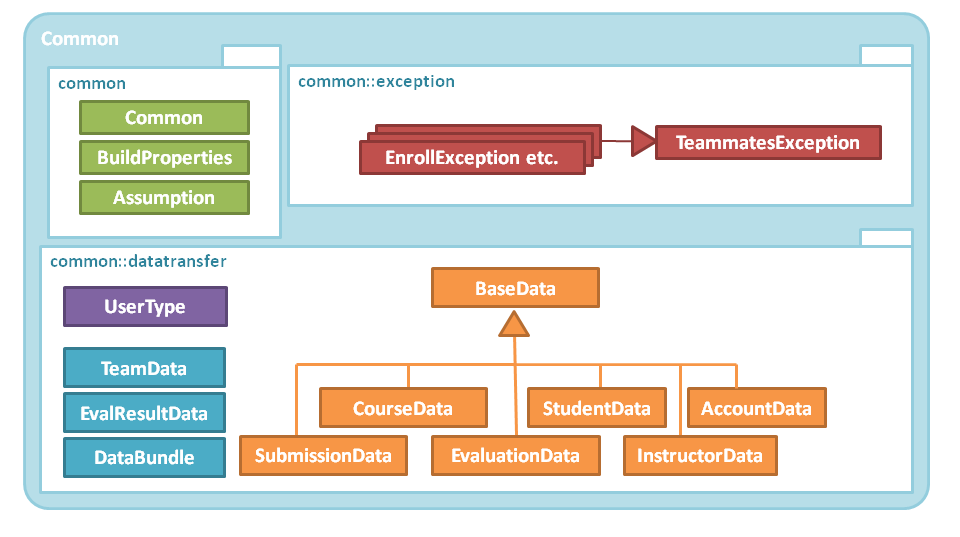 Common
common
Common
BuildProperties
Assumption
common::exception
EnrollException etc.
TeammatesException
common::datatransfer
UserType
TeamData
EvalResultData
DataBundle
BaseData
CourseData
StudentData
AccountData
SubmissionData
EvaluationData
InstructorData